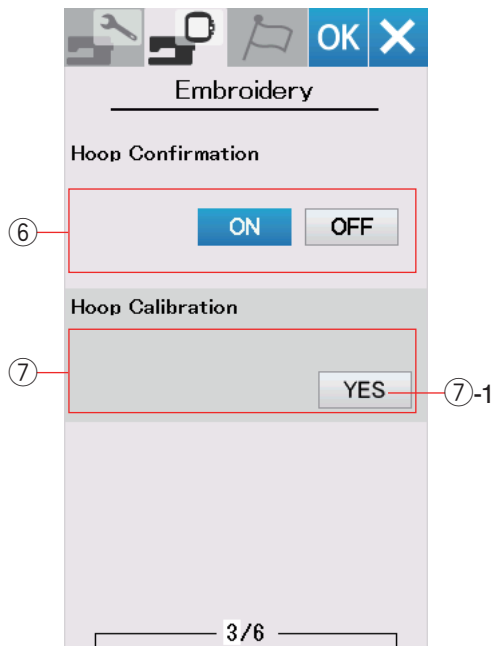 OK
Embroidery
Hoop Confirmation
⑥ ON OFF
Hoop Calibration
⑦ YES ⑦-1
3/6